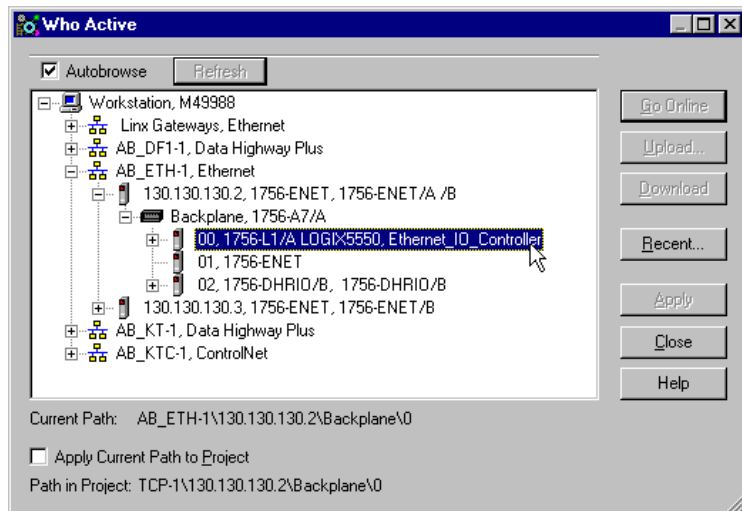 Who Active
Autobrowse Refresh
Workstation, M49988
Linx Gateways, Ethernet
AB_DF1-1, Data Highway Plus
AB_ETH-1, Ethernet
130.130.130.2, 1756-ENET, 1756-ENET/A /B
Backplane, 1756-A7/A
00, 1756-L1/A LOGIX5550, Ethernet_IO_Controller
01, 1756-ENET
02, 1756-DHRIO/B, 1756-DHRIO/B
130.130.130.3, 1756-ENET, 1756-ENET/B
AB_KT-1, Data Highway Plus
AB_KTC-1, ControlNet
Go Online
Upload...
Download
Recent...
Apply
Close
Help
Current Path: AB_ETH-1\130.130.130.2\Backplane\0
Apply Current Path to Project
Path in Project: TCP-1\130.130.130.2\Backplane\0